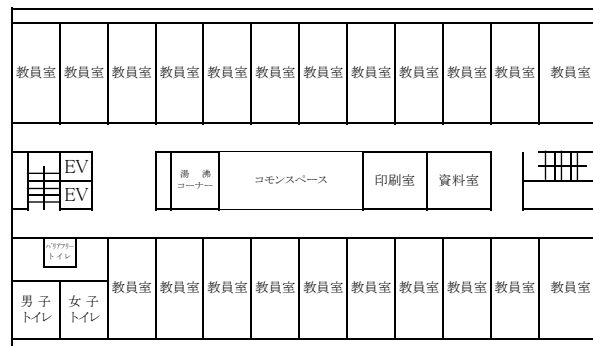 教員室 教員室 教員室 教員室 教員室 教員室 教員室 教員室 教員室 教員室 教員室 教員室
EV
EV
湯沸
コーナー
コモンスペース
印刷室
資料室
バリアフリー
トイレ
男子
トイレ
女子
トイレ
教員室 教員室 教員室 教員室 教員室 教員室 教員室 教員室 教員室 教員室